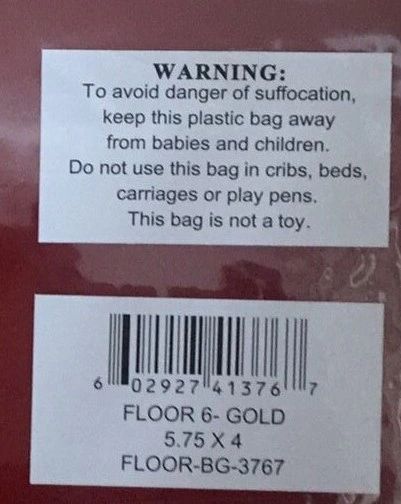 WARNING:
To avoid danger of suffocation,
keep this plastic bag away
from babies and children.
Do not use this bag in cribs, beds,
carriages or play pens.
This bag is not a toy.
6 02927 41376 7
FLOOR 6- GOLD
5.75 X 4
FLOOR-BG-3767